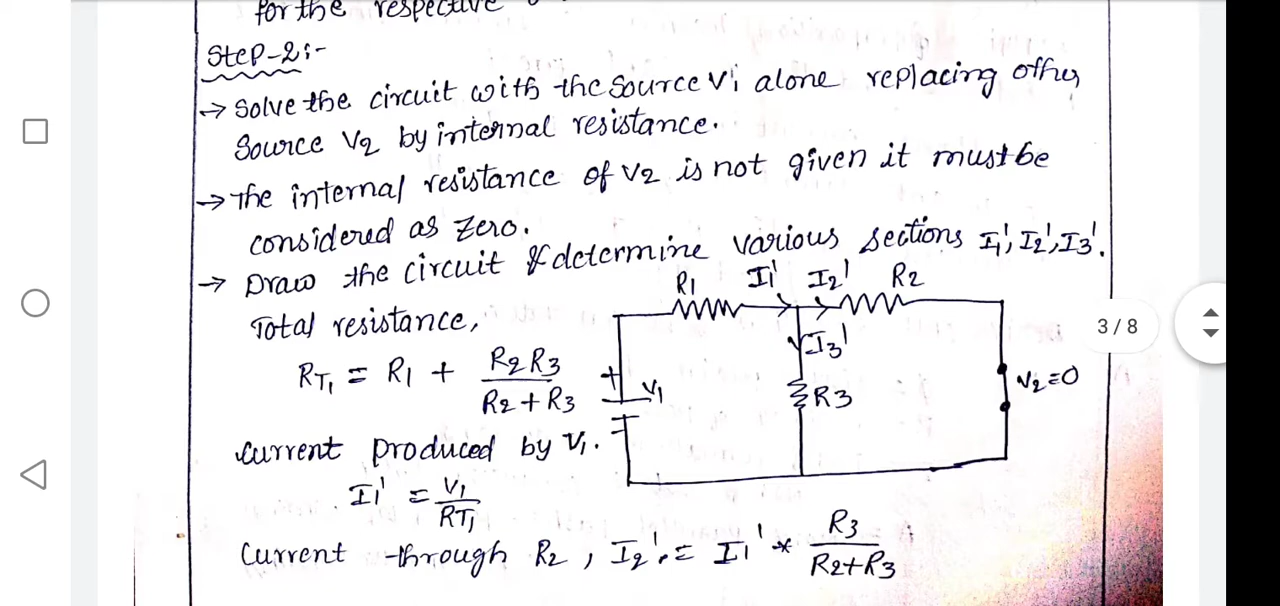 for the respective
Step-2:-
→ Solve the circuit with the Source V1 alone replacing other
Source V2 by internal resistance.
→ The internal resistance of V2 is not given it must be
considered as zero.
→ Draw the circuit & determine various sections I1', I2', I3'.
R1 I1' I2' R2
Total resistance,
I3'
3 / 8
RT1 = R1 + R2 R3 / R2 + R3
+ V1 R3 V2=0
Current produced by V1.
I1' = V1 / RT1
Current through R2, I2' = I1' * R3 / R2+R3